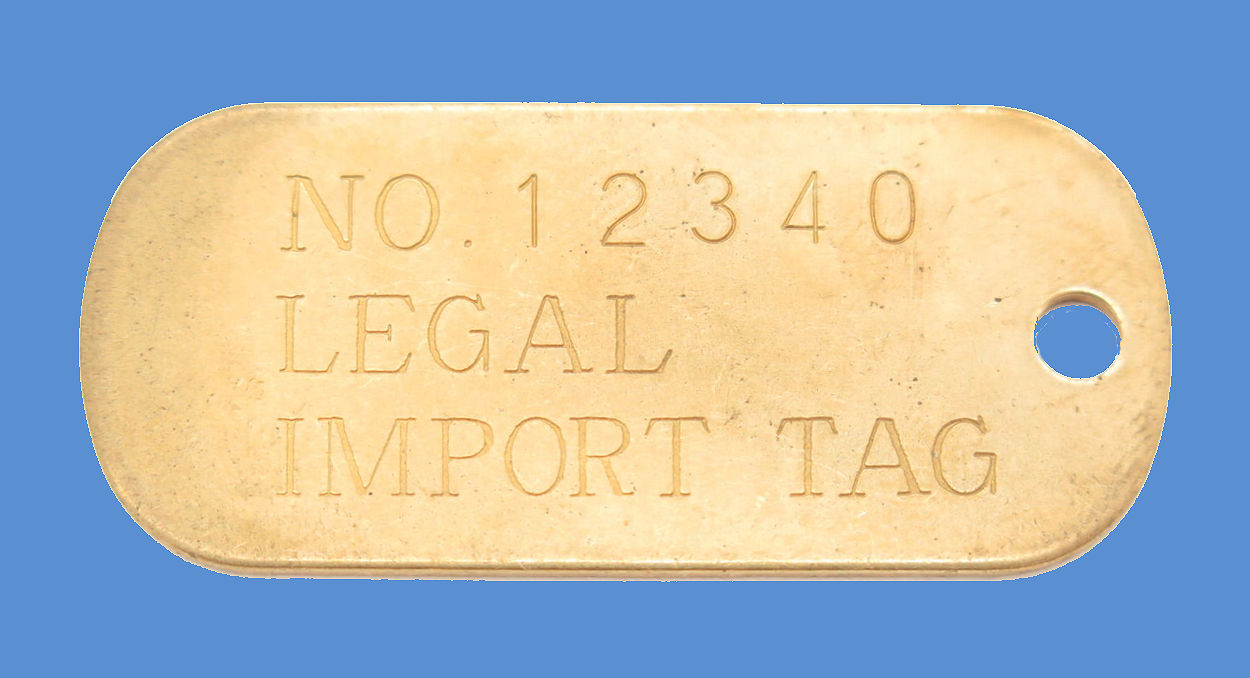 NO. 12340
LEGAL
IMPORT TAG